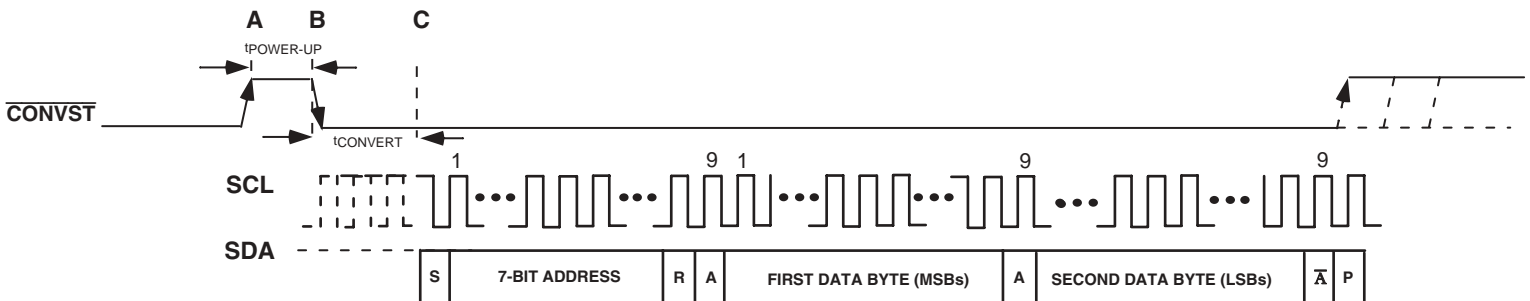 A B C
tPOWER-UP
CONVST
tCONVERT
1 9 1 9 9
SCL
SDA
S 7-BIT ADDRESS R A FIRST DATA BYTE (MSBs) A SECOND DATA BYTE (LSBs) A P